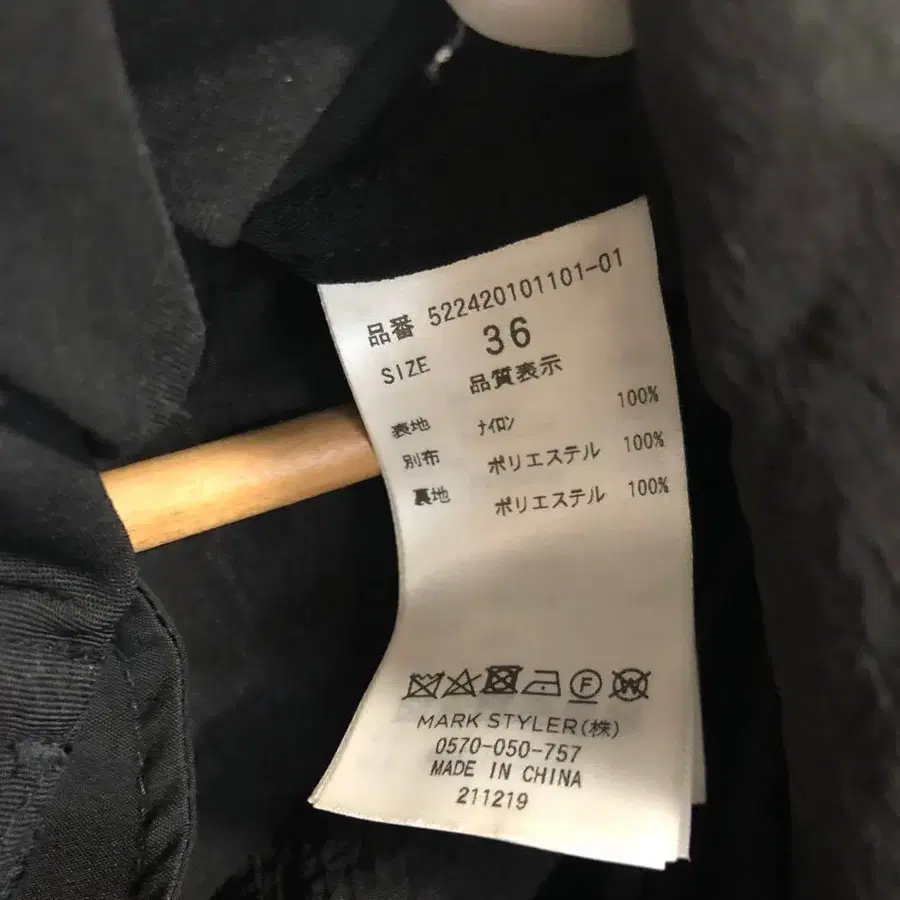 品番 522420101101-01
SIZE 36
品質表示
表地 ナイロン 100%
別布 ポリエステル 100%
裏地 ポリエステル 100%
F W
MARK STYLER(株)
0570-050-757
MADE IN CHINA
211219